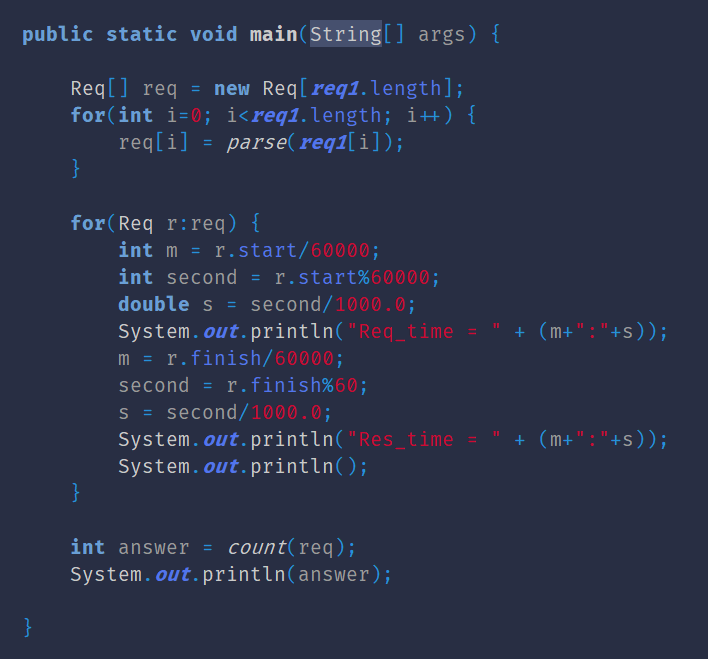 public static void main(String[] args) {
Req[] req = new Req[req1.length];
for(int i=0; i<req1.length; i++) {
req[i] = parse(req1[i]);
}
for(Req r:req) {
int m = r.start/60000;
int second = r.start%60000;
double s = second/1000.0;
System.out.println("Req_time = " + (m+":"+s));
m = r.finish/60000;
second = r.finish%60;
s = second/1000.0;
System.out.println("Res_time = " + (m+":"+s));
System.out.println();
}
int answer = count(req);
System.out.println(answer);
}